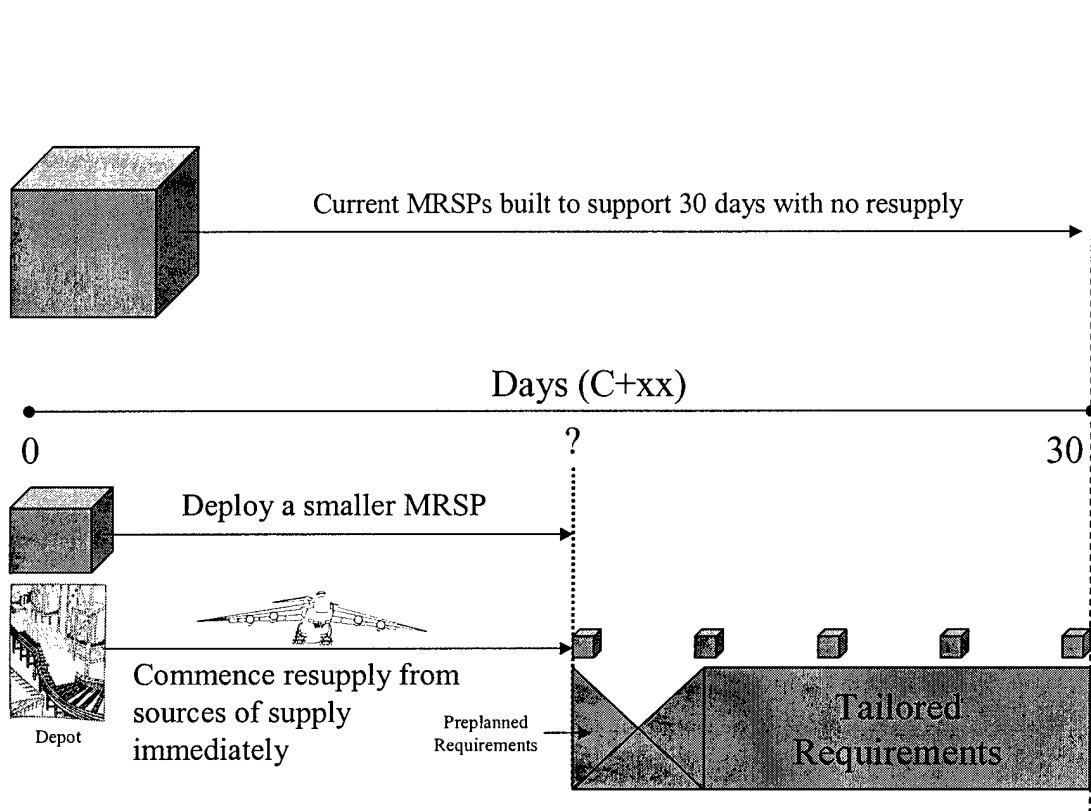 Current MRSPs built to support 30 days with no resupply
Days (C+xx)
0
?
30
Deploy a smaller MRSP
Commence resupply from
sources of supply
immediately
Depot
Preplanned
Requirements
Tailored
Requirements